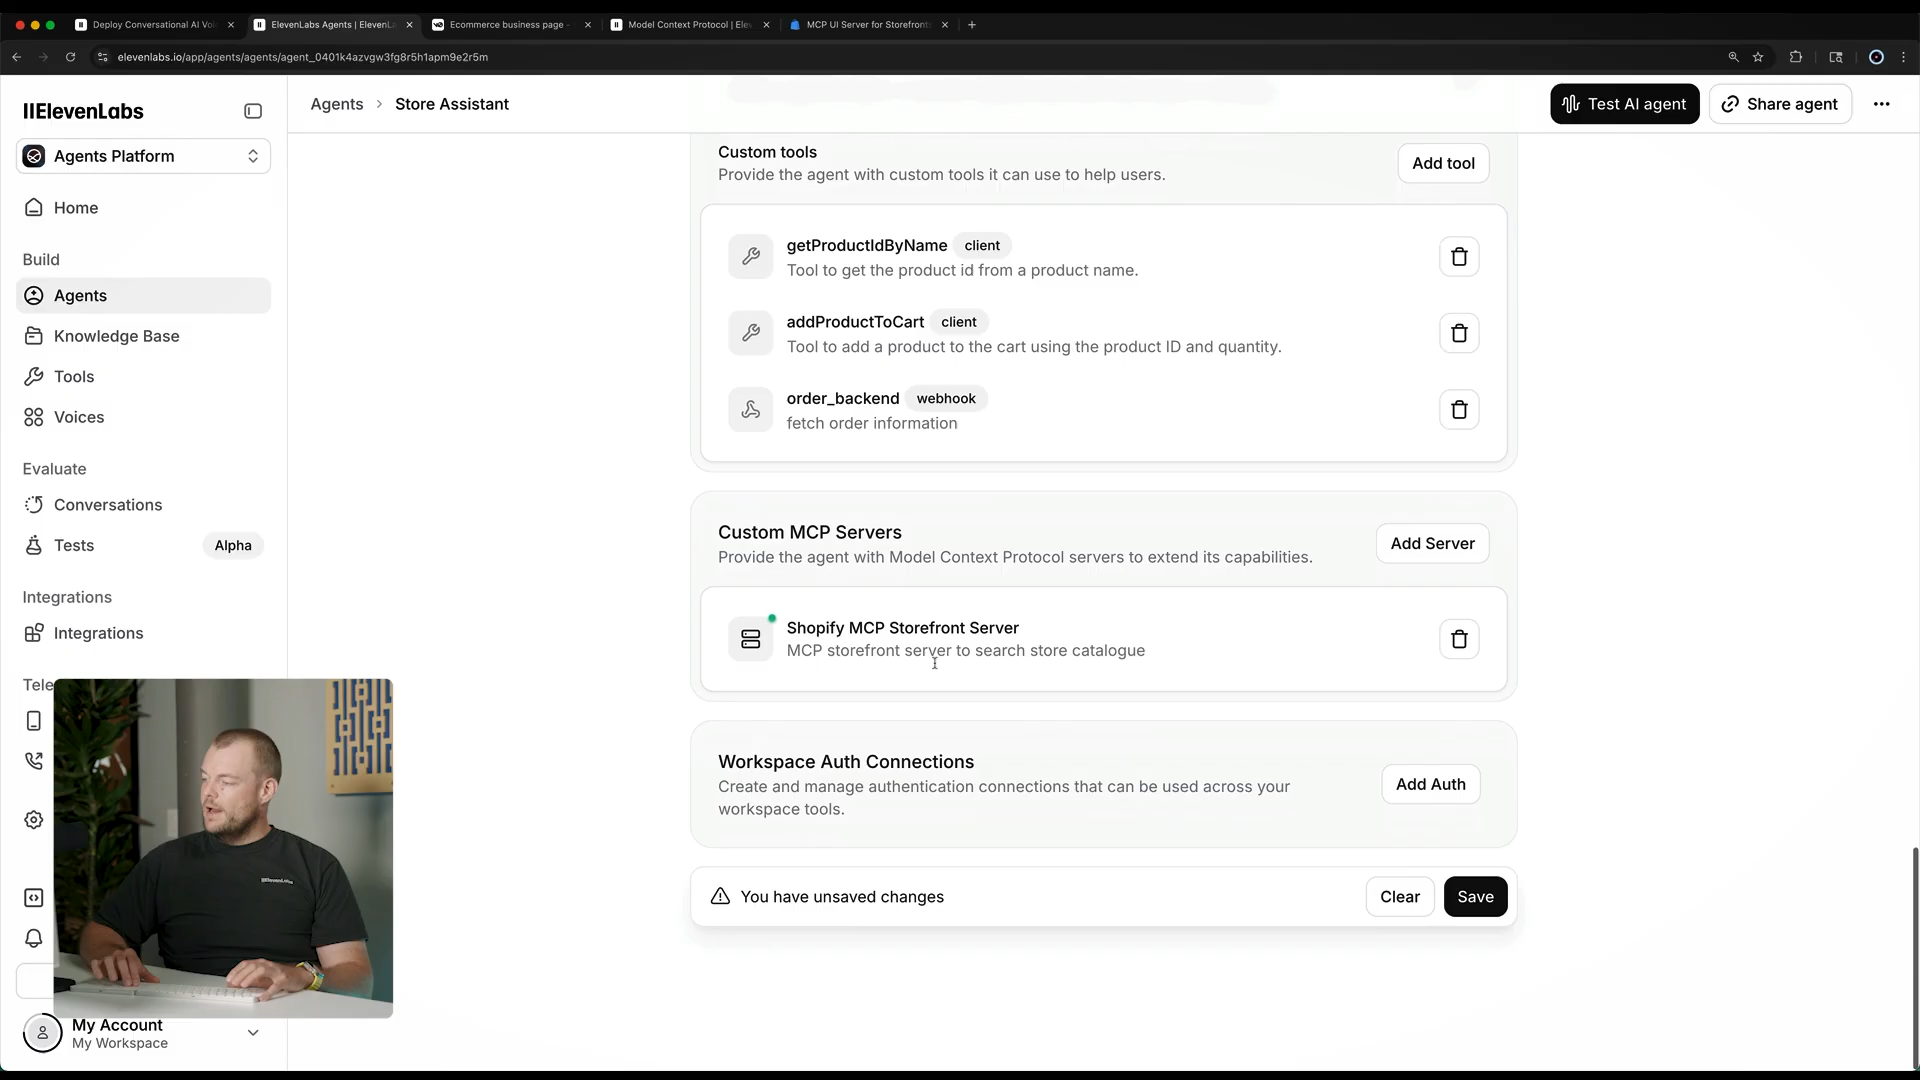 Deploy Conversational AI Voi
ElevenLabs Agents | ElevenLa
Ecommerce business page -
Model Context Protocol | Ele
MCP UI Server for Storefront
elevenlabs.io/app/agents/agents/agent_0401k4azvgw3fg8r5h1apm9e2r5m
IIElevenLabs
Agents > Store Assistant
Test AI agent
Share agent
Agents Platform
Home
Build
Agents
Knowledge Base
Tools
Voices
Evaluate
Conversations
Tests
Alpha
Integrations
Integrations
Tele
My Account
My Workspace
Custom tools
Provide the agent with custom tools it can use to help users.
Add tool
getProductIdByName client
Tool to get the product id from a product name.
addProductToCart client
Tool to add a product to the cart using the product ID and quantity.
order_backend webhook
fetch order information
Custom MCP Servers
Provide the agent with Model Context Protocol servers to extend its capabilities.
Add Server
Shopify MCP Storefront Server
MCP storefront server to search store catalogue
Workspace Auth Connections
Create and manage authentication connections that can be used across your
workspace tools.
Add Auth
You have unsaved changes
Clear
Save
IIElevenLabs